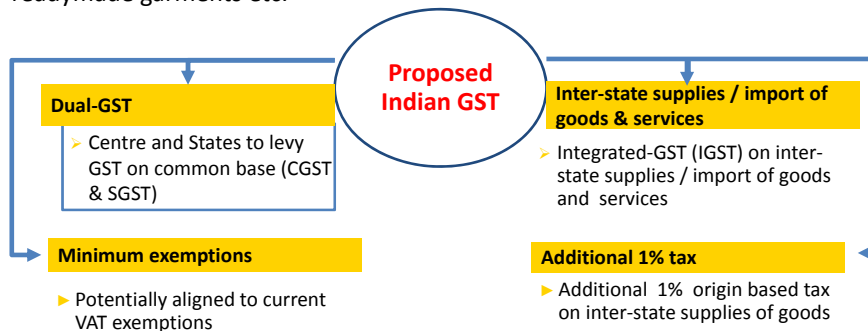 readymade garments etc.
Proposed
Indian GST
Dual-GST
Centre and States to levy
GST on common base (CGST
& SGST)
Inter-state supplies / import of
goods & services
Integrated-GST (IGST) on inter-
state supplies / import of goods
and services
Minimum exemptions
Potentially aligned to current
VAT exemptions
Additional 1% tax
Additional 1% origin based tax
on inter-state supplies of goods